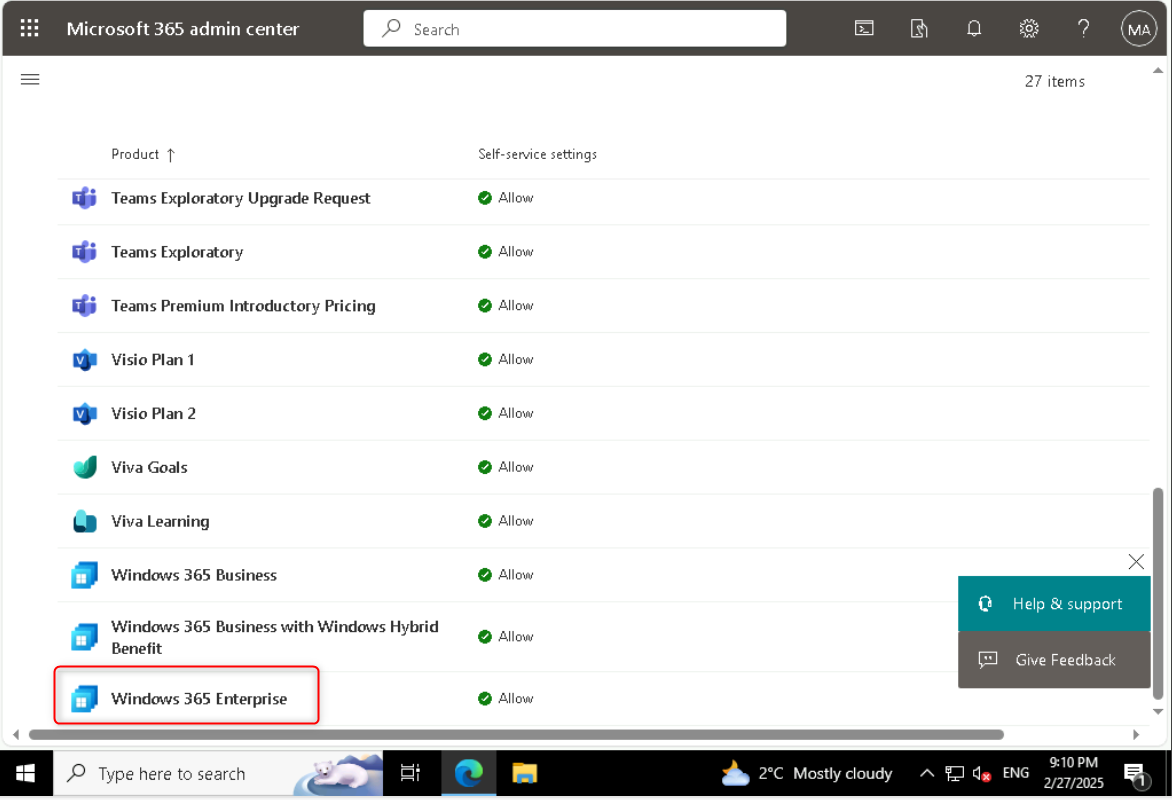 Microsoft 365 admin center
Search
MA
27 items
Product ↑
Self-service settings
Teams Exploratory Upgrade Request
Allow
Teams Exploratory
Allow
Teams Premium Introductory Pricing
Allow
Visio Plan 1
Allow
Visio Plan 2
Allow
Viva Goals
Allow
Viva Learning
Allow
Windows 365 Business
Allow
Windows 365 Business with Windows Hybrid
Benefit
Allow
Windows 365 Enterprise
Allow
Help & support
Give Feedback
Type here to search
2°C Mostly cloudy
ENG
9:10 PM
2/27/2025
1